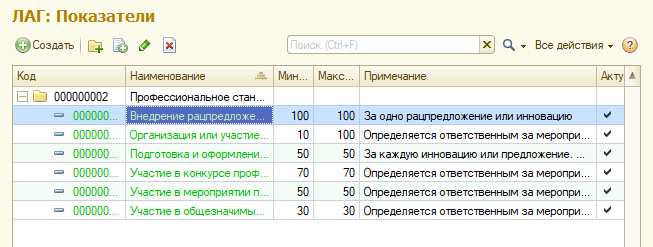 ЛАГ: Показатели
Создать Поиск (Ctrl+F) Все действия
Код Наименование Мин... Макс... Примечание Акту
000000002 Профессиональное стан...
000000... Внедрение рацпредложе... 100 100 За одно рацпредложение или инновацию
000000... Организация или участие... 10 100 Определяется ответственным за меропри...
000000... Подготовка и оформлени... 50 50 За каждую инновацию или предложение. ...
000000... Участие в конкурсе проф... 70 70 Определяется ответственным за меропри...
000000... Участие в мероприятии п... 50 50 Определяется ответственным за меропри...
000000... Участие в общезначимы... 30 30 Определяется ответственным за меропри...